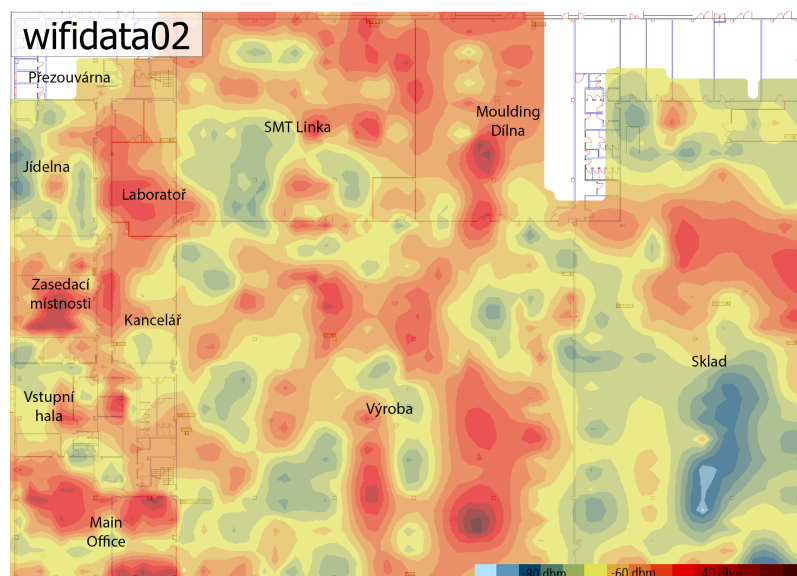 wifidata02
Přezouvárna
SMT Linka
Moulding
Dílna
Jídelna
Laboratoř
Zasedací
místnosti
Kancelář
Sklad
Vstupní
hala
Výroba
Main
Office
-80 dbm -60 dbm -40 dbm